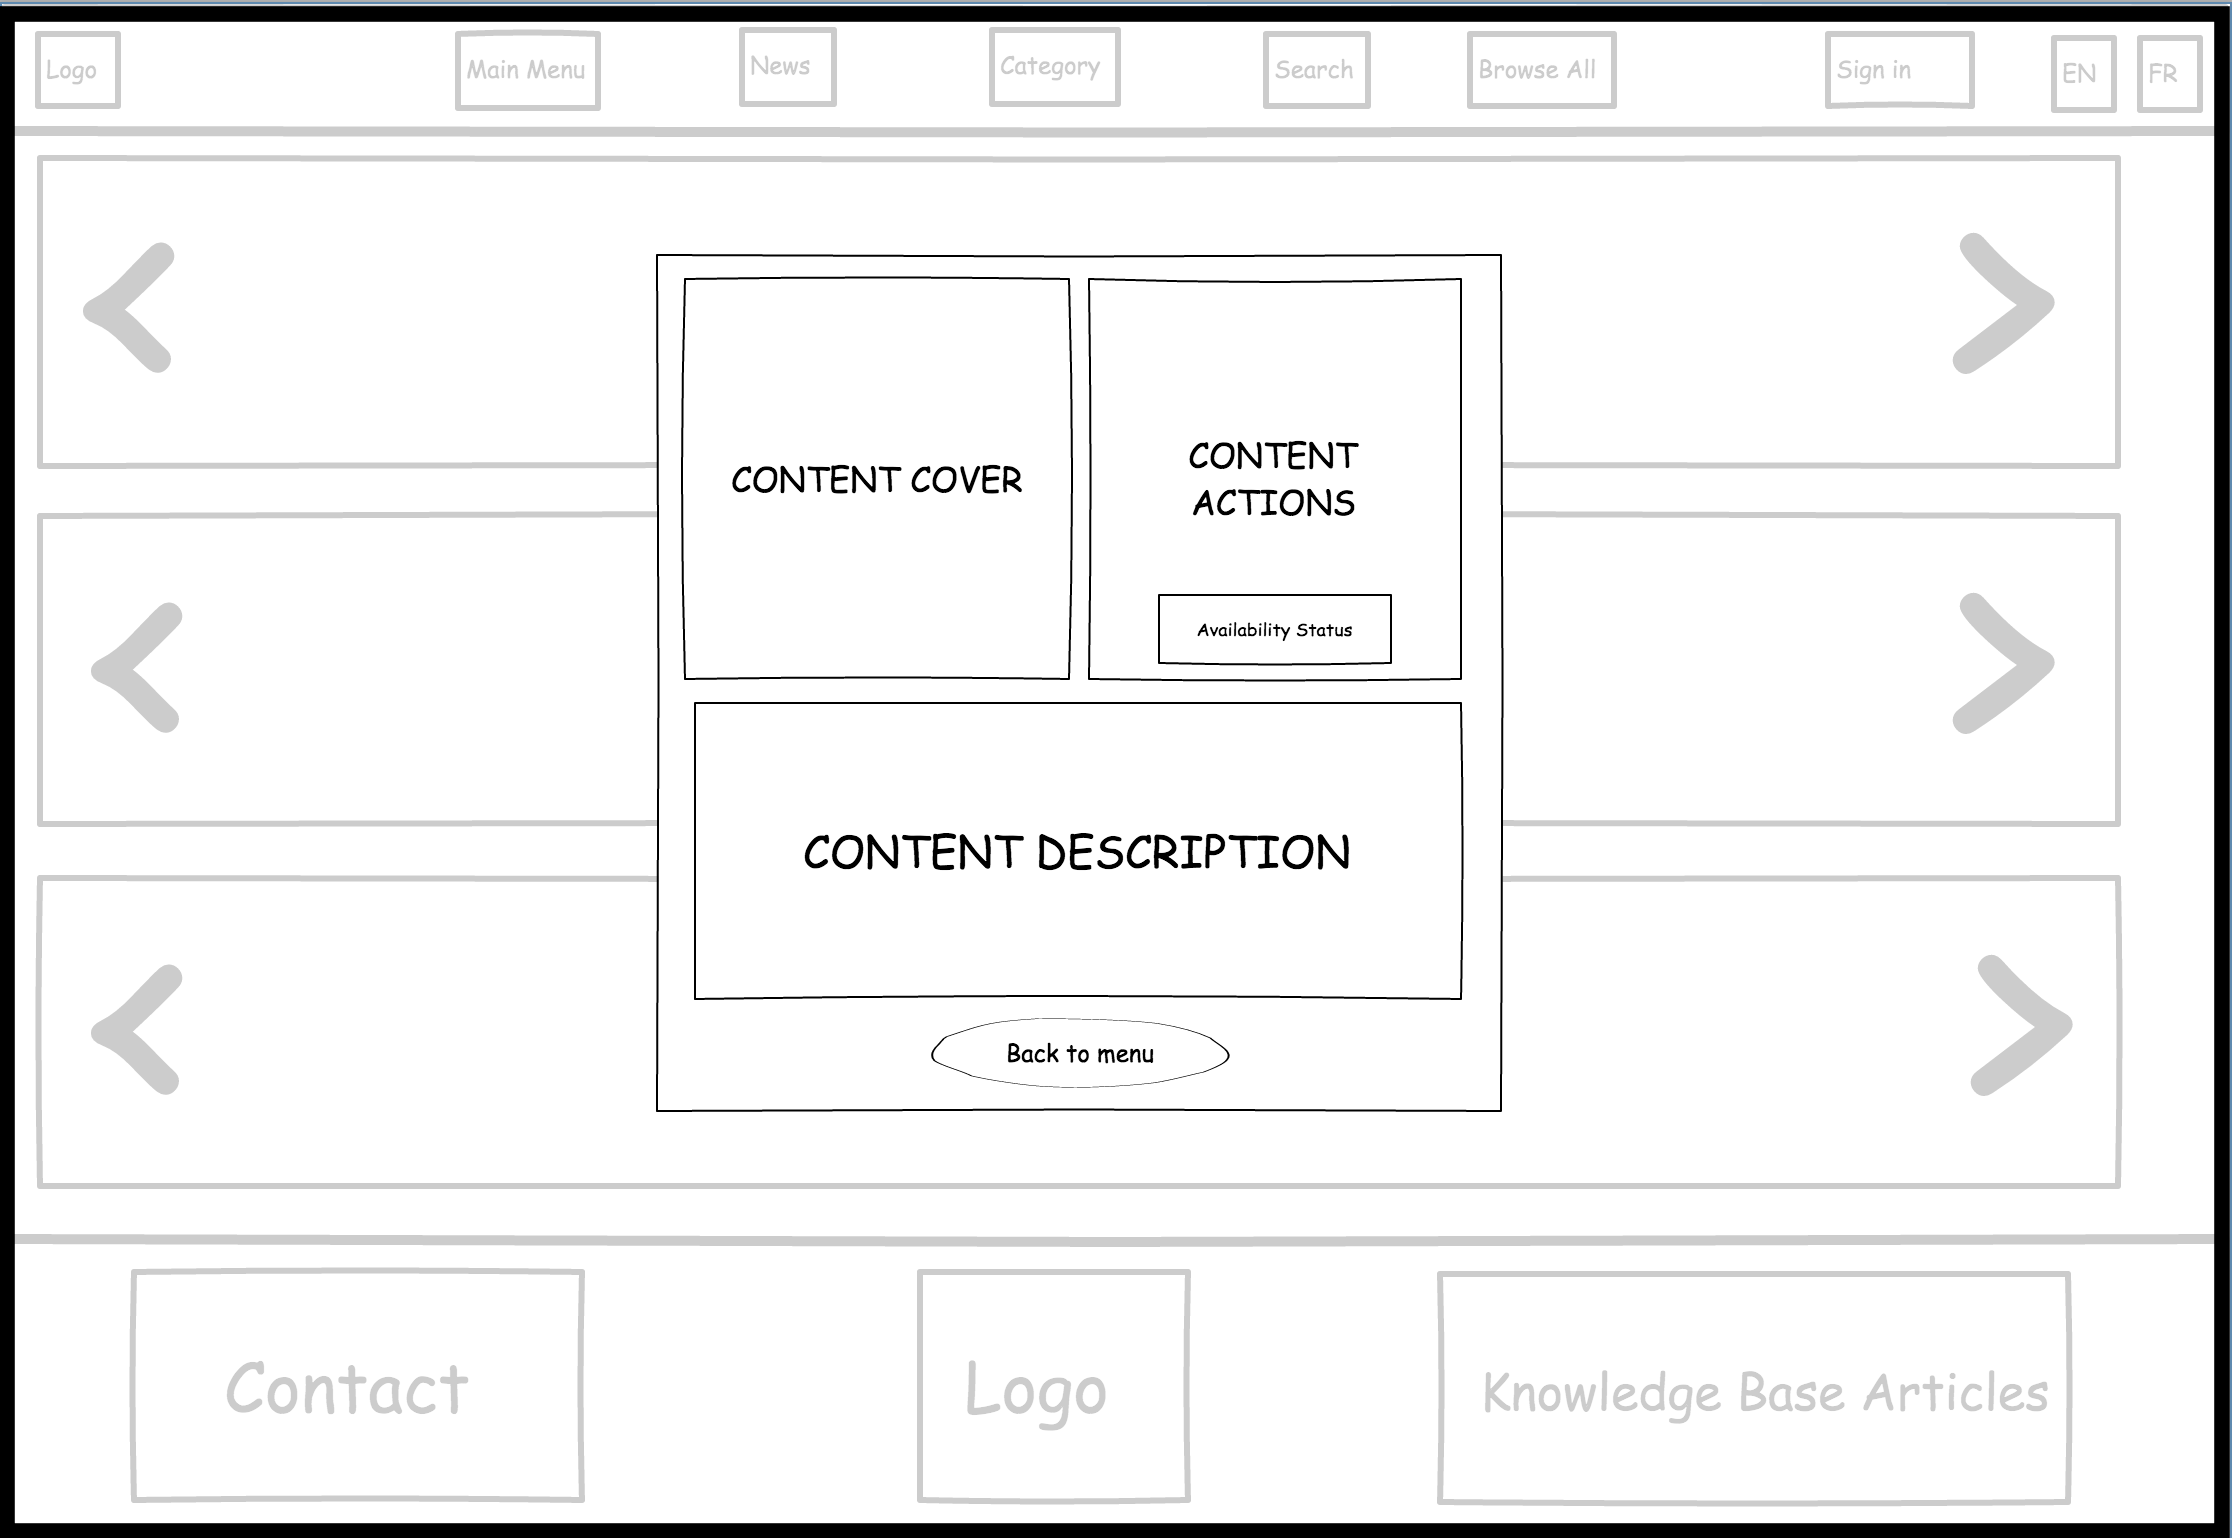 Logo
Main Menu
News
Category
Search
Browse All
Sign in
EN
FR
CONTENT COVER
CONTENT
ACTIONS
Availability Status
CONTENT DESCRIPTION
Back to menu
Contact
Logo
Knowledge Base Articles